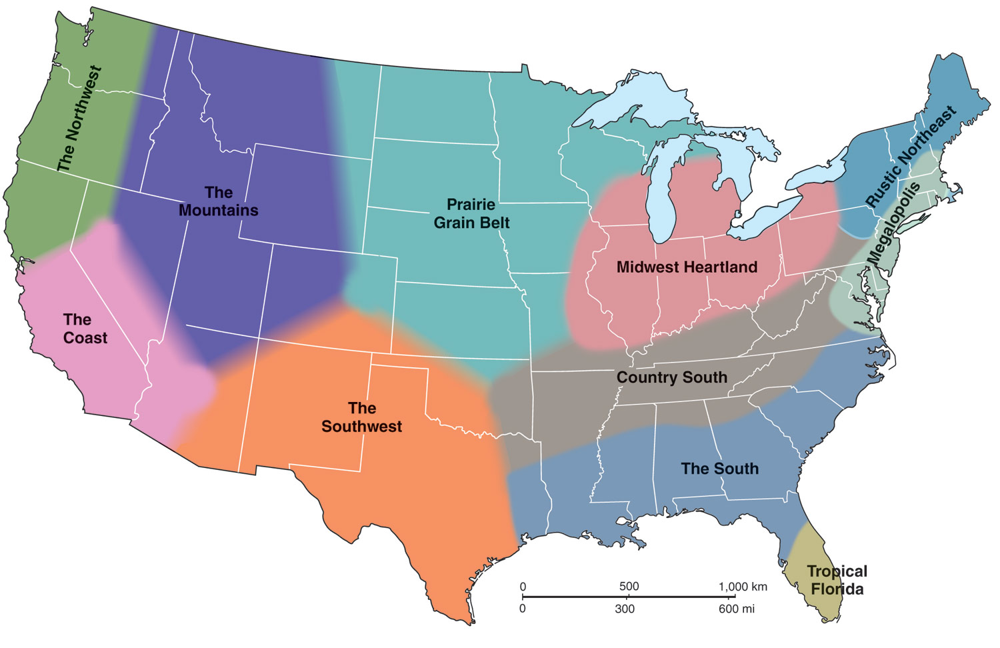 The Northwest
The
Mountains
Prairie
Grain Belt
Rustic Northeast
Megalopolis
Midwest Heartland
The
Coast
Country South
The
Southwest
The South
Tropical
Florida
0 500 1,000 km
0 300 600 mi